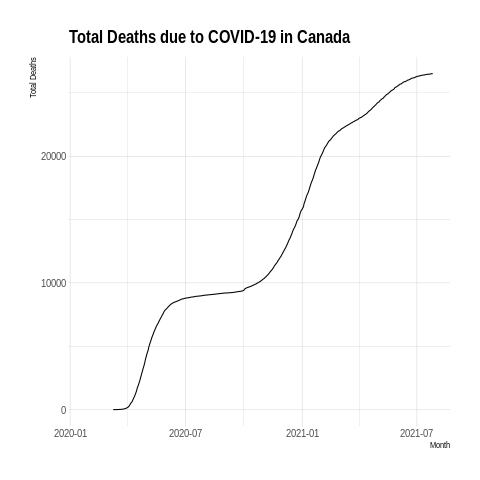 Total Deaths due to COVID-19 in Canada
Total Deaths
20000
10000
0
2020-01 2020-07 2021-01 2021-07
Month